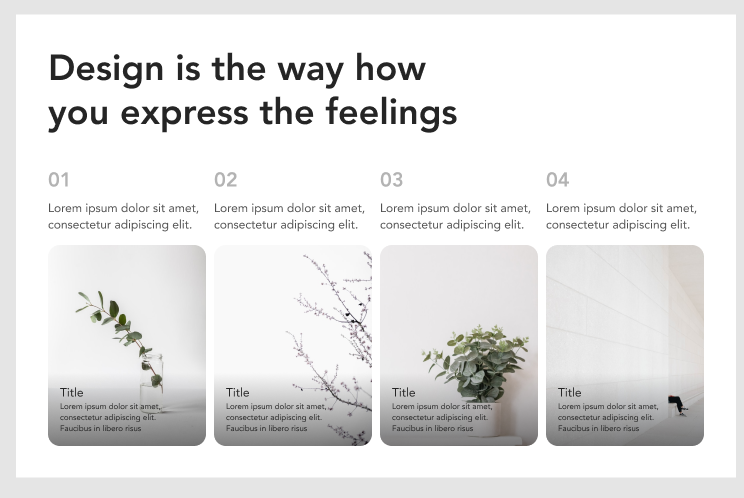 Design is the way how
you express the feelings
01
Lorem ipsum dolor sit amet,
consectetur adipiscing elit.
02
Lorem ipsum dolor sit amet,
consectetur adipiscing elit.
03
Lorem ipsum dolor sit amet,
consectetur adipiscing elit.
04
Lorem ipsum dolor sit amet,
consectetur adipiscing elit.
Title
Lorem ipsum dolor sit amet,
consectetur adipiscing elit.
Faucibus in libero risus
Title
Lorem ipsum dolor sit amet,
consectetur adipiscing elit.
Faucibus in libero risus
Title
Lorem ipsum dolor sit amet,
consectetur adipiscing elit.
Faucibus in libero risus
Title
Lorem ipsum dolor sit amet,
consectetur adipiscing elit.
Faucibus in libero risus